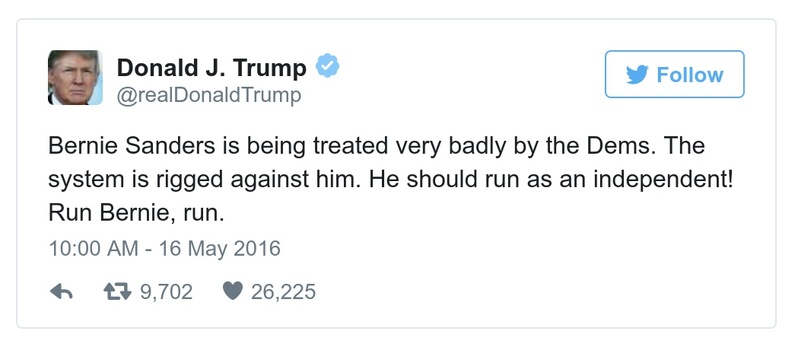 Donald J. Trump
@realDonaldTrump
Follow
Bernie Sanders is being treated very badly by the Dems. The
system is rigged against him. He should run as an independent!
Run Bernie, run.
10:00 AM - 16 May 2016
9,702 26,225